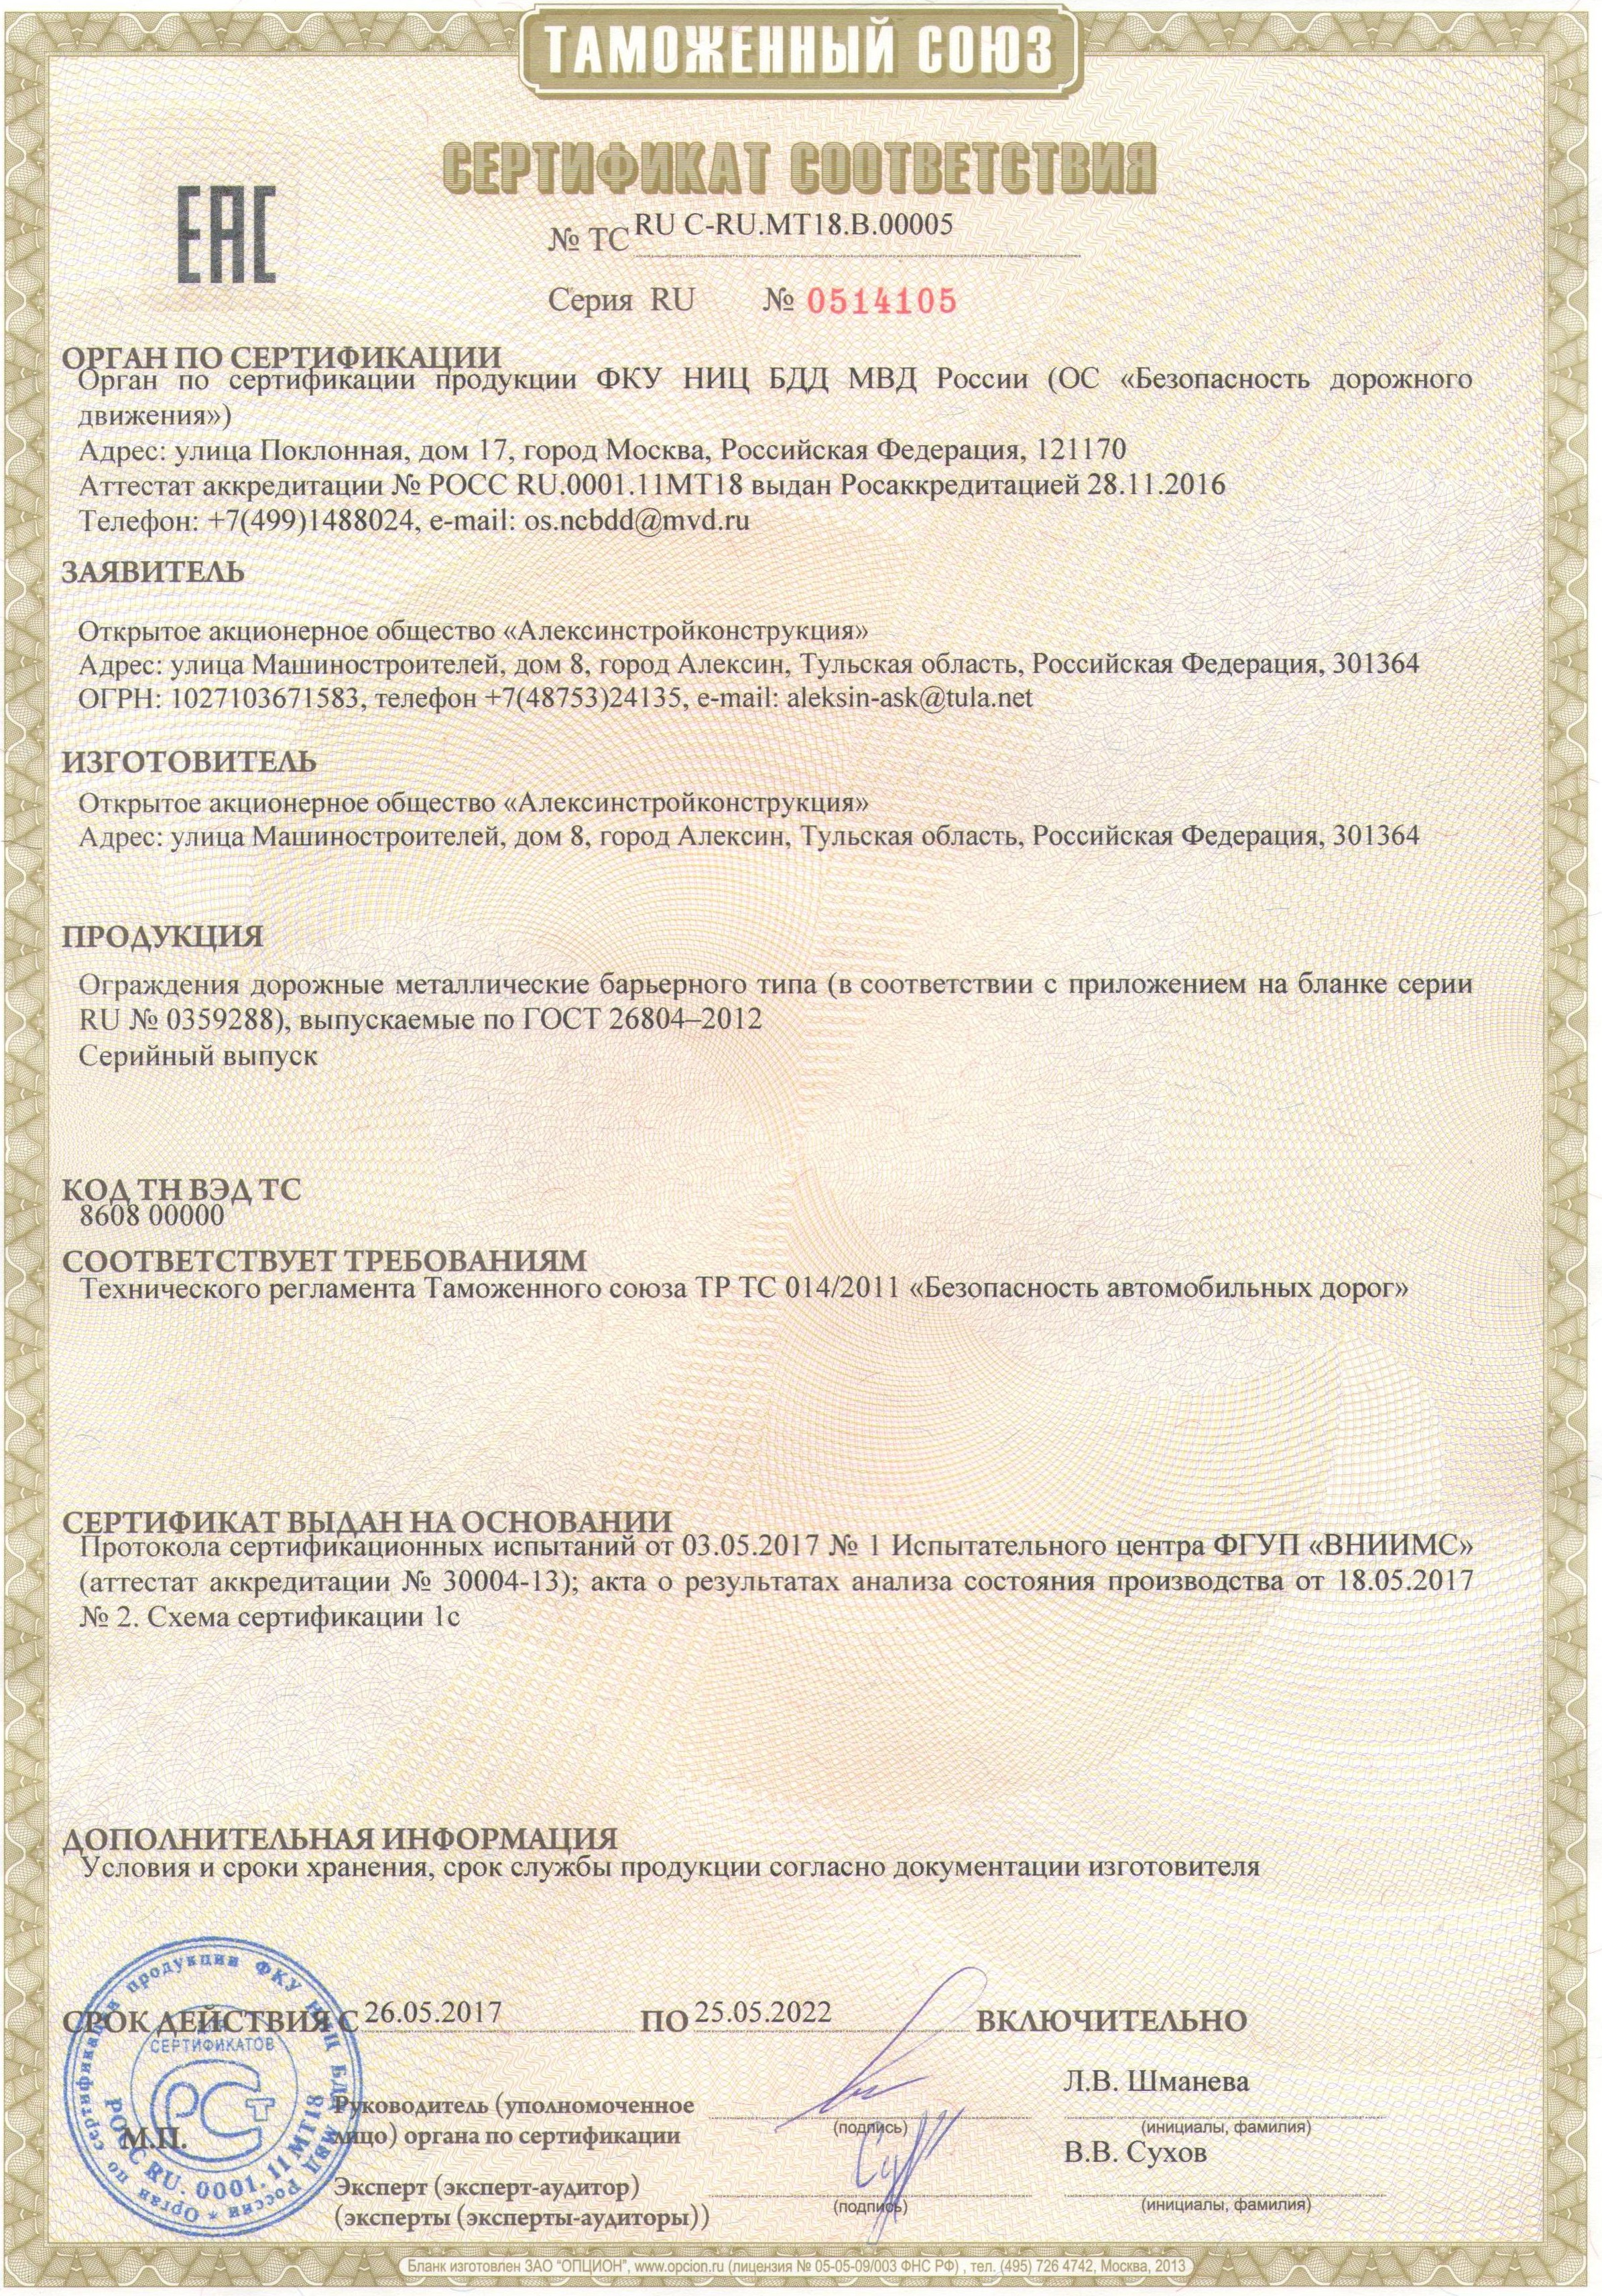 ТАМОЖЕННЫЙ СОЮЗ
СЕРТИФИКАТ СООТВЕТСТВИЯ
ЕАС
№ ТС RU C-RU.МТ18.В.00005
Серия RU № 0514105
ОРГАН ПО СЕРТИФИКАЦИИ
Орган по сертификации продукции ФКУ НИЦ БДД МВД России (ОС «Безопасность дорожного
движения»)
Адрес: улица Поклонная, дом 17, город Москва, Российская Федерация, 121170
Аттестат аккредитации № РОСС RU.0001.11МТ18 выдан Росаккредитацией 28.11.2016
Телефон: +7(499)1488024, e-mail: os.ncbdd@mvd.ru
ЗАЯВИТЕЛЬ
Открытое акционерное общество «Алексинстройконструкция»
Адрес: улица Машиностроителей, дом 8, город Алексин, Тульская область, Российская Федерация, 301364
ОГРН: 1027103671583, телефон +7(48753)24135, e-mail: aleksin-ask@tula.net
ИЗГОТОВИТЕЛЬ
Открытое акционерное общество «Алексинстройконструкция»
Адрес: улица Машиностроителей, дом 8, город Алексин, Тульская область, Российская Федерация, 301364
ПРОДУКЦИЯ
Ограждения дорожные металлические барьерного типа (в соответствии с приложением на бланке серии
RU № 0359288), выпускаемые по ГОСТ 26804–2012
Серийный выпуск
КОД ТН ВЭД ТС
8608 00000
СООТВЕТСТВУЕТ ТРЕБОВАНИЯМ
Технического регламента Таможенного союза ТР ТС 014/2011 «Безопасность автомобильных дорог»
СЕРТИФИКАТ ВЫДАН НА ОСНОВАНИИ
Протокола сертификационных испытаний от 03.05.2017 № 1 Испытательного центра ФГУП «ВНИИМС»
(аттестат аккредитации № 30004-13); акта о результатах анализа состояния производства от 18.05.2017
№ 2. Схема сертификации 1с
ДОПОЛНИТЕЛЬНАЯ ИНФОРМАЦИЯ
Условия и сроки хранения, срок службы продукции согласно документации изготовителя
СРОК ДЕЙСТВИЯ С 26.05.2017 ПО 25.05.2022 ВКЛЮЧИТЕЛЬНО
Орган по сертификации продукции ФКУ НИЦ БДД МВД России *
СЕРТИФИКАТОВ
РОСС RU. 0001. 11МТ18
М.П.
Руководитель (уполномоченное
лицо) органа по сертификации
(подпись)
Л.В. Шманева
(инициалы, фамилия)
Эксперт (эксперт-аудитор)
(эксперты (эксперты-аудиторы))
(подпись)
В.В. Сухов
(инициалы, фамилия)
Бланк изготовлен ЗАО "ОПЦИОН", www.opcion.ru (лицензия № 05-05-09/003 ФНС РФ) , тел. (495) 726 4742, Москва, 2013